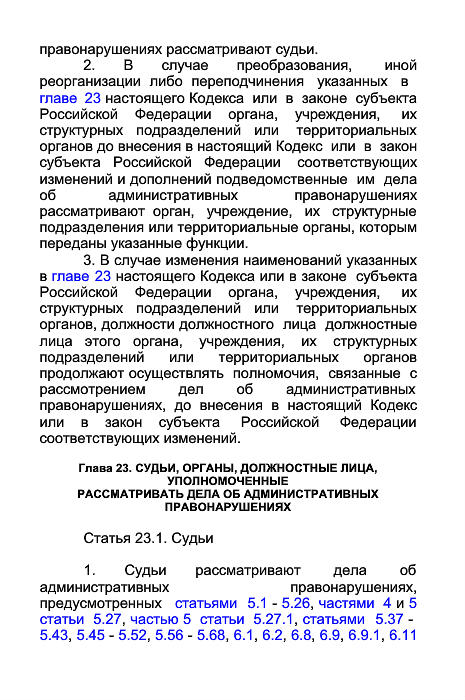 правонарушениях рассматривают судьи.
2. В случае преобразования, иной
реорганизации либо переподчинения указанных в
главе 23 настоящего Кодекса или в законе субъекта
Российской Федерации органа, учреждения, их
структурных подразделений или территориальных
органов до внесения в настоящий Кодекс или в закон
субъекта Российской Федерации соответствующих
изменений и дополнений подведомственные им дела
об административных правонарушениях
рассматривают орган, учреждение, их структурные
подразделения или территориальные органы, которым
переданы указанные функции.
3. В случае изменения наименований указанных
в главе 23 настоящего Кодекса или в законе субъекта
Российской Федерации органа, учреждения, их
структурных подразделений или территориальных
органов, должности должностного лица должностные
лица этого органа, учреждения, их структурных
подразделений или территориальных органов
продолжают осуществлять полномочия, связанные с
рассмотрением дел об административных
правонарушениях, до внесения в настоящий Кодекс
или в закон субъекта Российской Федерации
соответствующих изменений.
Глава 23. СУДЬИ, ОРГАНЫ, ДОЛЖНОСТНЫЕ ЛИЦА,
УПОЛНОМОЧЕННЫЕ
РАССМАТРИВАТЬ ДЕЛА ОБ АДМИНИСТРАТИВНЫХ
ПРАВОНАРУШЕНИЯХ
Статья 23.1. Судьи
1. Судьи рассматривают дела об
административных правонарушениях,
предусмотренных статьями 5.1 - 5.26, частями 4 и 5
статьи 5.27, частью 5 статьи 5.27.1, статьями 5.37 -
5.43, 5.45 - 5.52, 5.56 - 5.68, 6.1, 6.2, 6.8, 6.9, 6.9.1, 6.11